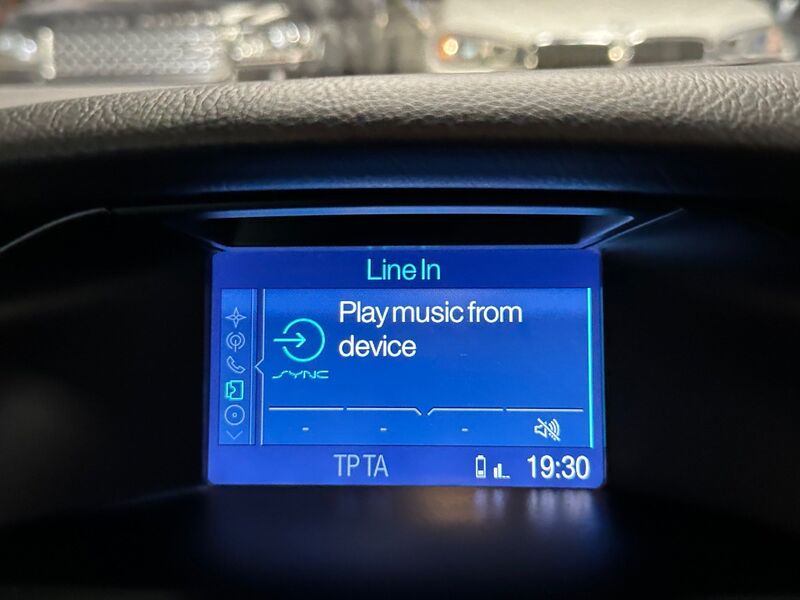 Line In
Play music from
device
SYNC
- - -
TP TA
19:30